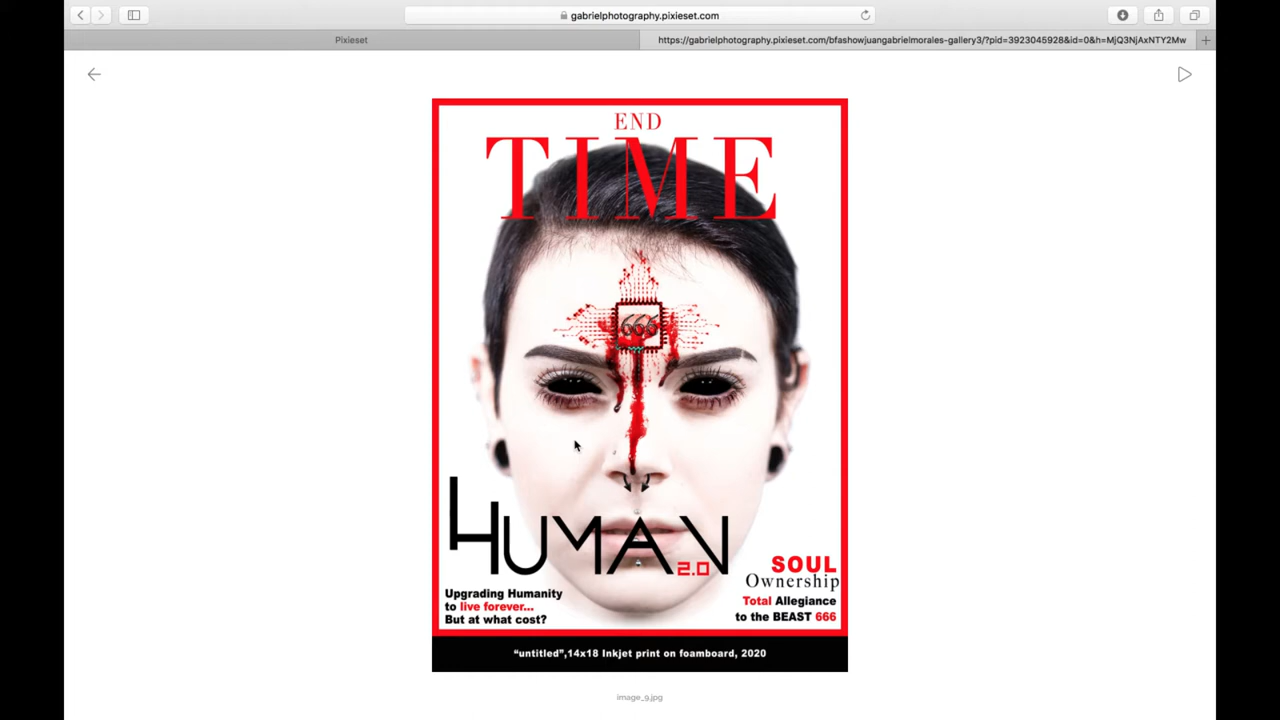 gabrielphotography.pixieset.com
Pixieset
https://gabrielphotography.pixieset.com/bfashowjuangabrielmorales-gallery3/?pid=3923045928&id=0&h=MjQ3NjAxNTY2Mw
END
TIME
666
HUMAN 2.0
SOUL
Ownership
Upgrading Humanity
to live forever...
But at what cost?
Total Allegiance
to the BEAST 666
“untitled”,14x18 Inkjet print on foamboard, 2020
image_9.jpg